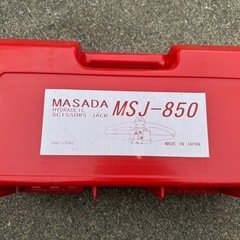 MASADA
HYDRAULIC
SCISSORS JACK
MSJ-850
MADE IN JAPAN